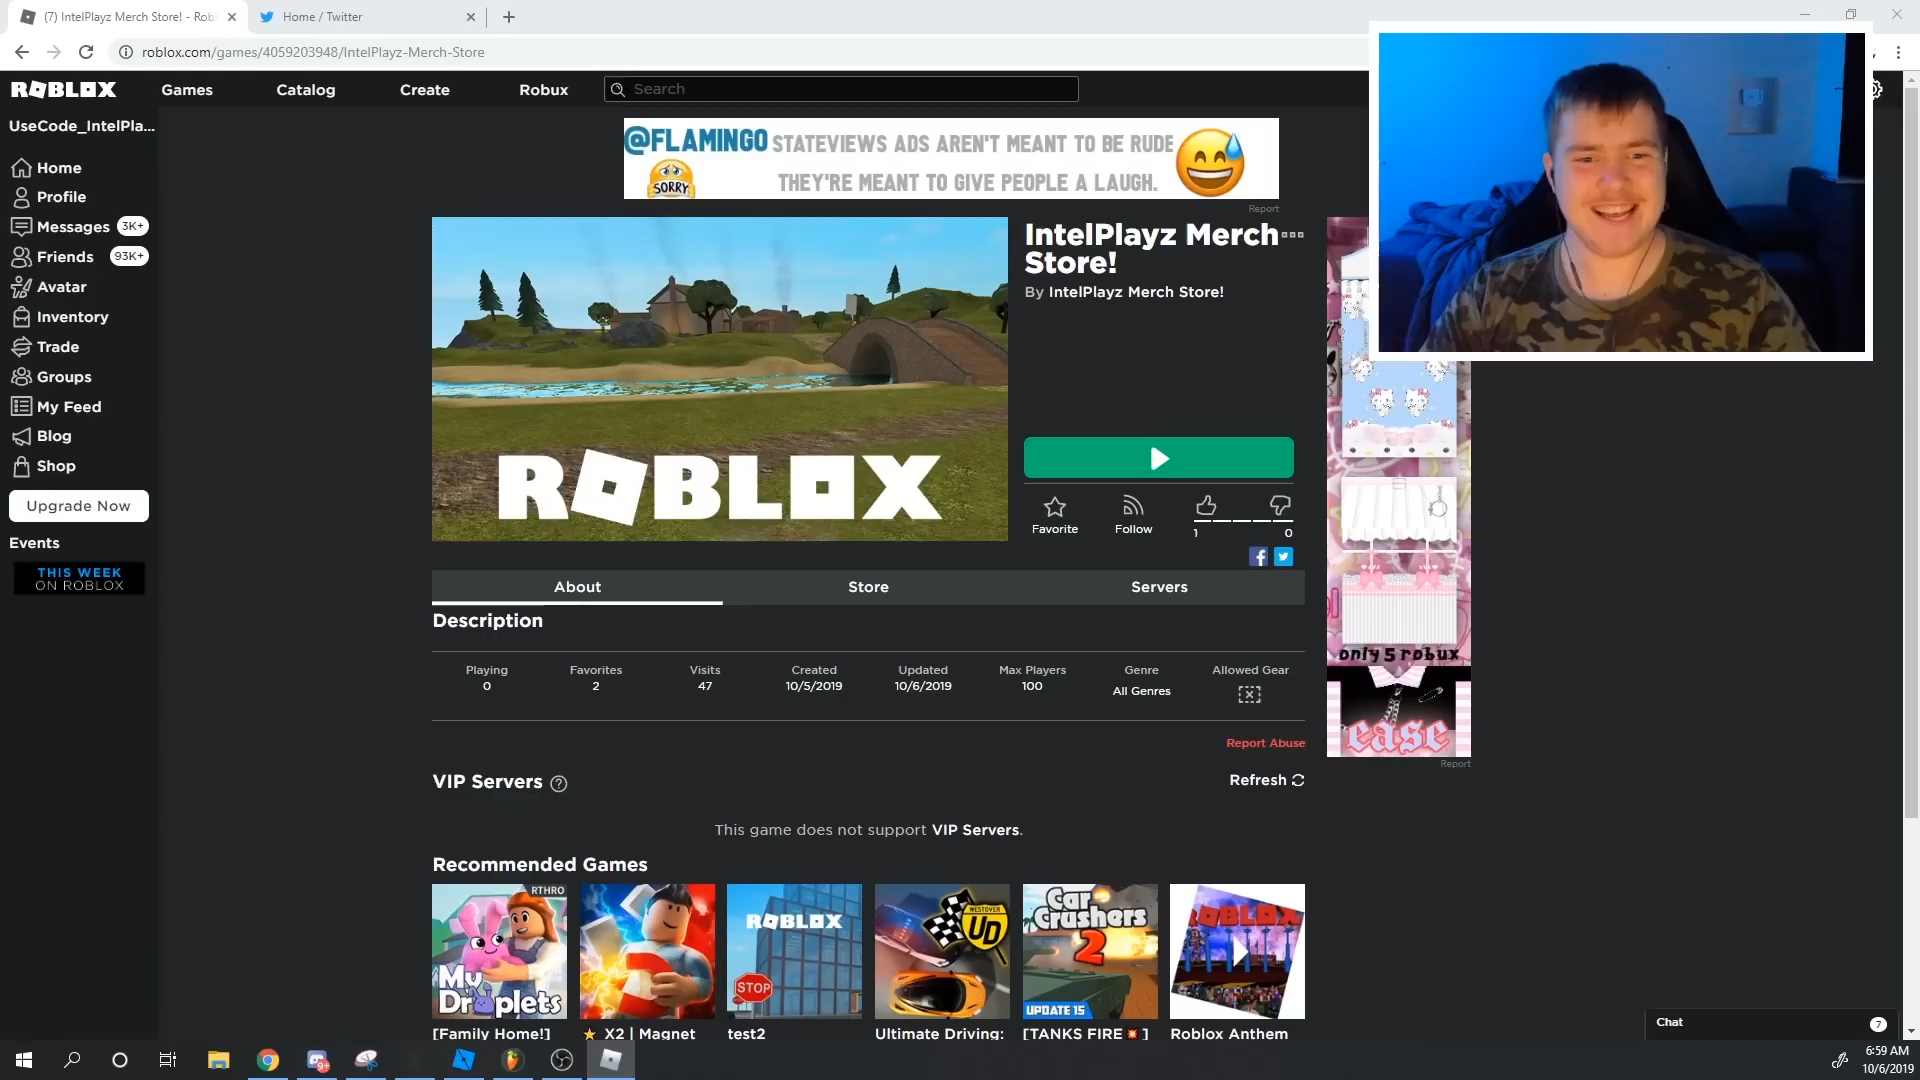 (7) IntelPlayz Merch Store! - Rob
Home / Twitter
roblox.com/games/4059203948/IntelPlayz-Merch-Store
ROBLOX
Games
Catalog
Create
Robux
Search
UseCode_IntelPla...
Home
Profile
Messages 3K+
Friends 93K+
Avatar
Inventory
Trade
Groups
My Feed
Blog
Shop
Upgrade Now
Events
THIS WEEK
ON ROBLOX
@FLAMINGO STATEVIEWS ADS AREN'T MEANT TO BE RUDE
SORRY
THEY'RE MEANT TO GIVE PEOPLE A LAUGH.
Report
ROBLOX
IntelPlayz Merch
Store!
By IntelPlayz Merch Store!
Favorite
Follow
1
0
About
Store
Servers
Description
Playing
0
Favorites
2
Visits
47
Created
10/5/2019
Updated
10/6/2019
Max Players
100
Genre
All Genres
Allowed Gear
Report Abuse
VIP Servers
Refresh
This game does not support VIP Servers.
Recommended Games
RTHRO
My
Droplets
[Family Home!]
X2 | Magnet
ROBLOX
STOP
test2
WESTOVER
UD
Ultimate Driving:
Car
Crushers
2
UPDATE 15
[TANKS FIRE💥]
ROBLOX
Roblox Anthem
only 5 robux
ease
Report
Chat
7
9+
6:59 AM
10/6/2019